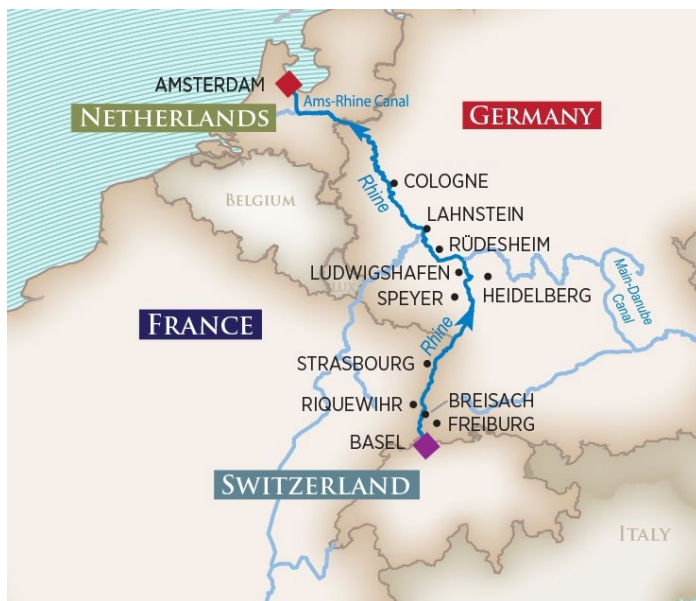 AMSTERDAM
Ams-Rhine Canal
NETHERLANDS
GERMANY
COLOGNE
Rhine
BELGIUM
LAHNSTEIN
RÜDESHEIM
LUDWIGSHAFEN
LUX
HEIDELBERG
SPEYER
Main-Danube
Canal
FRANCE
Rhine
STRASBOURG
RIQUEWIHR
BREISACH
FREIBURG
BASEL
SWITZERLAND
ITALY